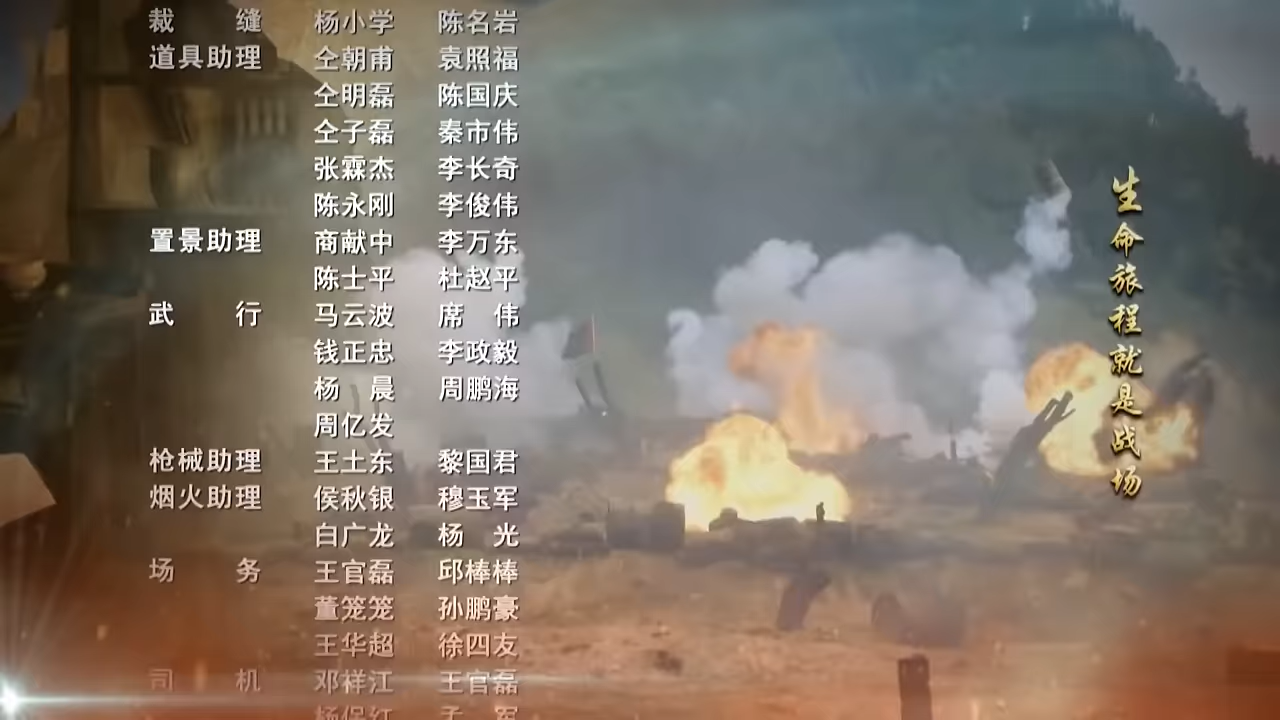 裁 缝 杨小学 陈名岩
道具助理 仝朝甫 袁照福
仝明磊 陈国庆
仝子磊 秦市伟
张霖杰 李长奇
陈永刚 李俊伟
置景助理 商献中 李万东
陈士平 杜赵平
武 行 马云波 席 伟
钱正忠 李政毅
杨 晨 周鹏海
周亿发
枪械助理 王土东 黎国君
烟火助理 侯秋银 穆玉军
白广龙 杨 光
场 务 王官磊 邱棒棒
董笼笼 孙鹏豪
王华超 徐四友
司 机 邓祥江 王官磊
生命旅程就是战场